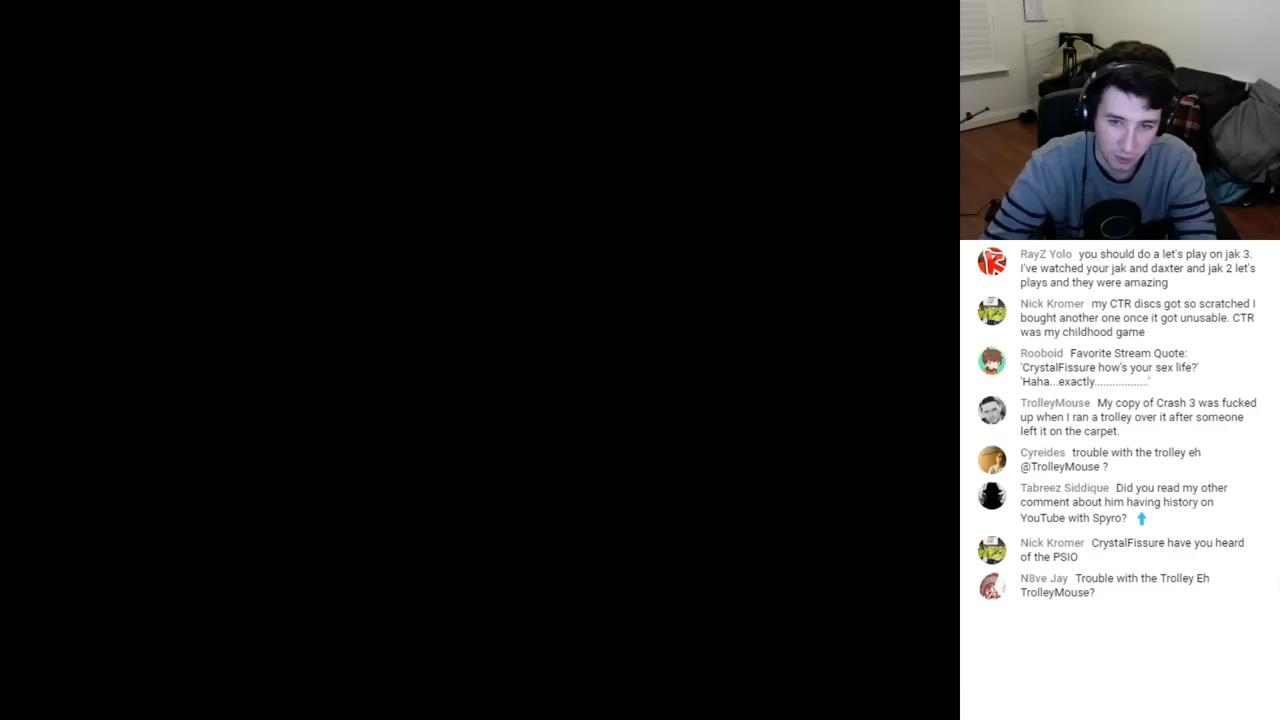 RayZ Yolo you should do a let's play on jak 3.
I've watched your jak and daxter and jak 2 let's
plays and they were amazing
Nick Kromer my CTR discs got so scratched I
bought another one once it got unusable. CTR
was my childhood game
Rooboid Favorite Stream Quote:
'CrystalFissure how's your sex life?'
'Haha...exactly..................'
TrolleyMouse My copy of Crash 3 was fucked
up when I ran a trolley over it after someone
left it on the carpet.
Cyreides trouble with the trolley eh
@TrolleyMouse ?
Tabreez Siddique Did you read my other
comment about him having history on
YouTube with Spyro?
Nick Kromer CrystalFissure have you heard
of the PSIO
N8ve Jay Trouble with the Trolley Eh
TrolleyMouse?